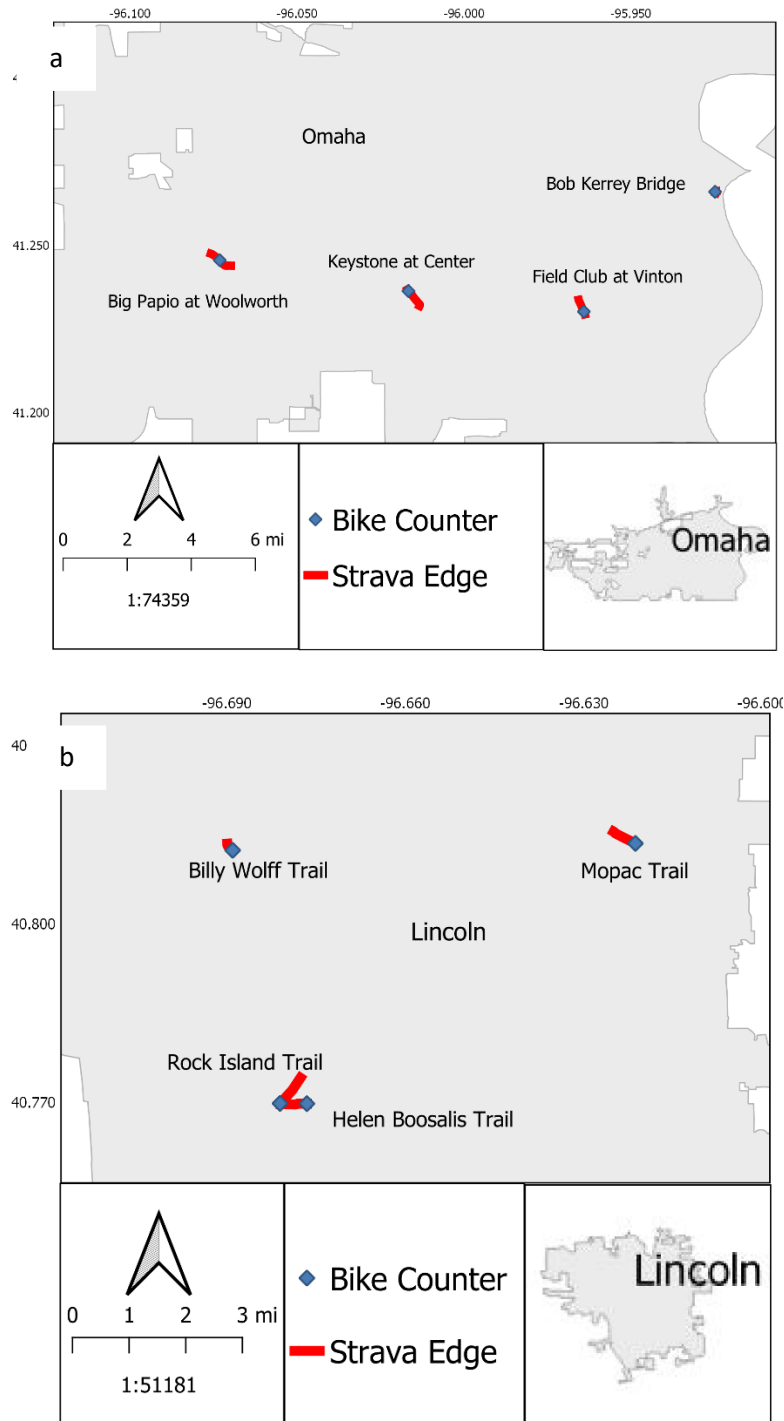 -96.100 -96.050 -96.000 -95.950
a
Omaha
Bob Kerrey Bridge
41.250
Keystone at Center
Field Club at Vinton
Big Papio at Woolworth
41.200
0 2 4 6 mi
1:74359
Bike Counter
Strava Edge
Omaha
-96.690 -96.660 -96.630 -96.600
40
b
Billy Wolff Trail
Mopac Trail
40.800
Lincoln
Rock Island Trail
40.770
Helen Boosalis Trail
0 1 2 3 mi
1:51181
Bike Counter
Strava Edge
Lincoln